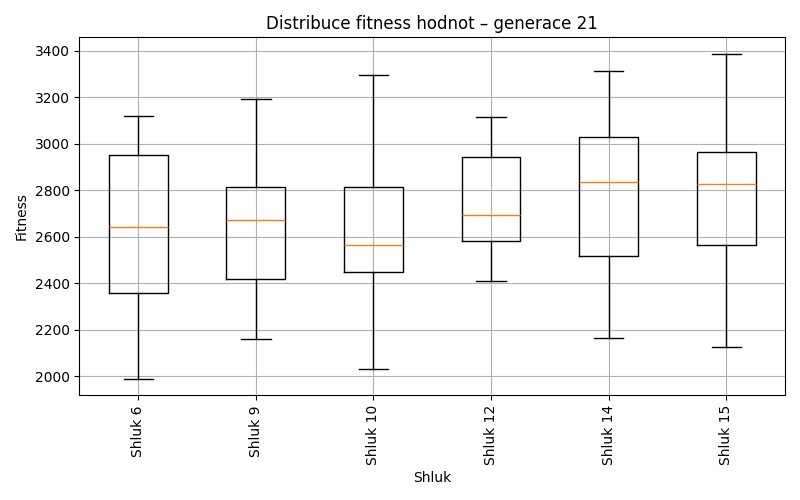 Distribuce fitness hodnot – generace 21
3400
3200
3000
2800
2600
2400
2200
2000
Fitness
Shluk 6
Shluk 9
Shluk 10
Shluk 12
Shluk 14
Shluk 15
Shluk